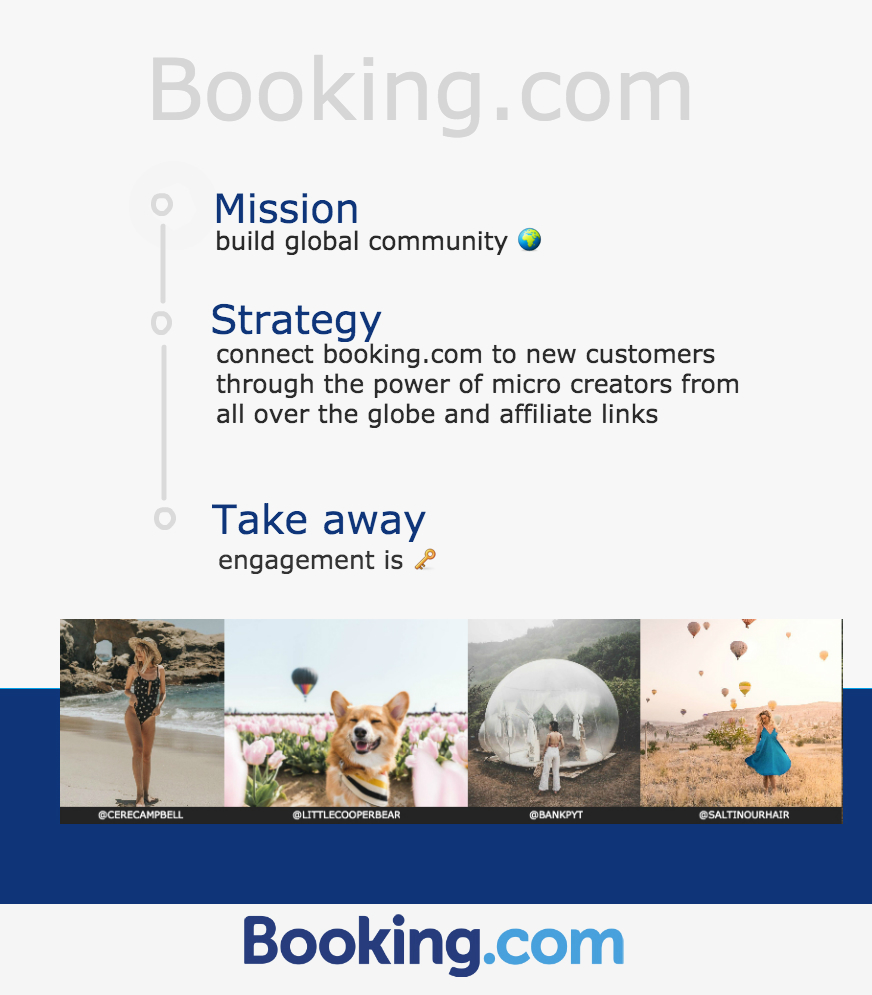 Booking.com
Mission
build global community 🌍
Strategy
connect booking.com to new customers
through the power of micro creators from
all over the globe and affiliate links
Take away
engagement is 🔑
@CERECAMPBELL
@LITTLECOOPERBEAR
@BANKPYT
@SALTINOURHAIR
Booking.com